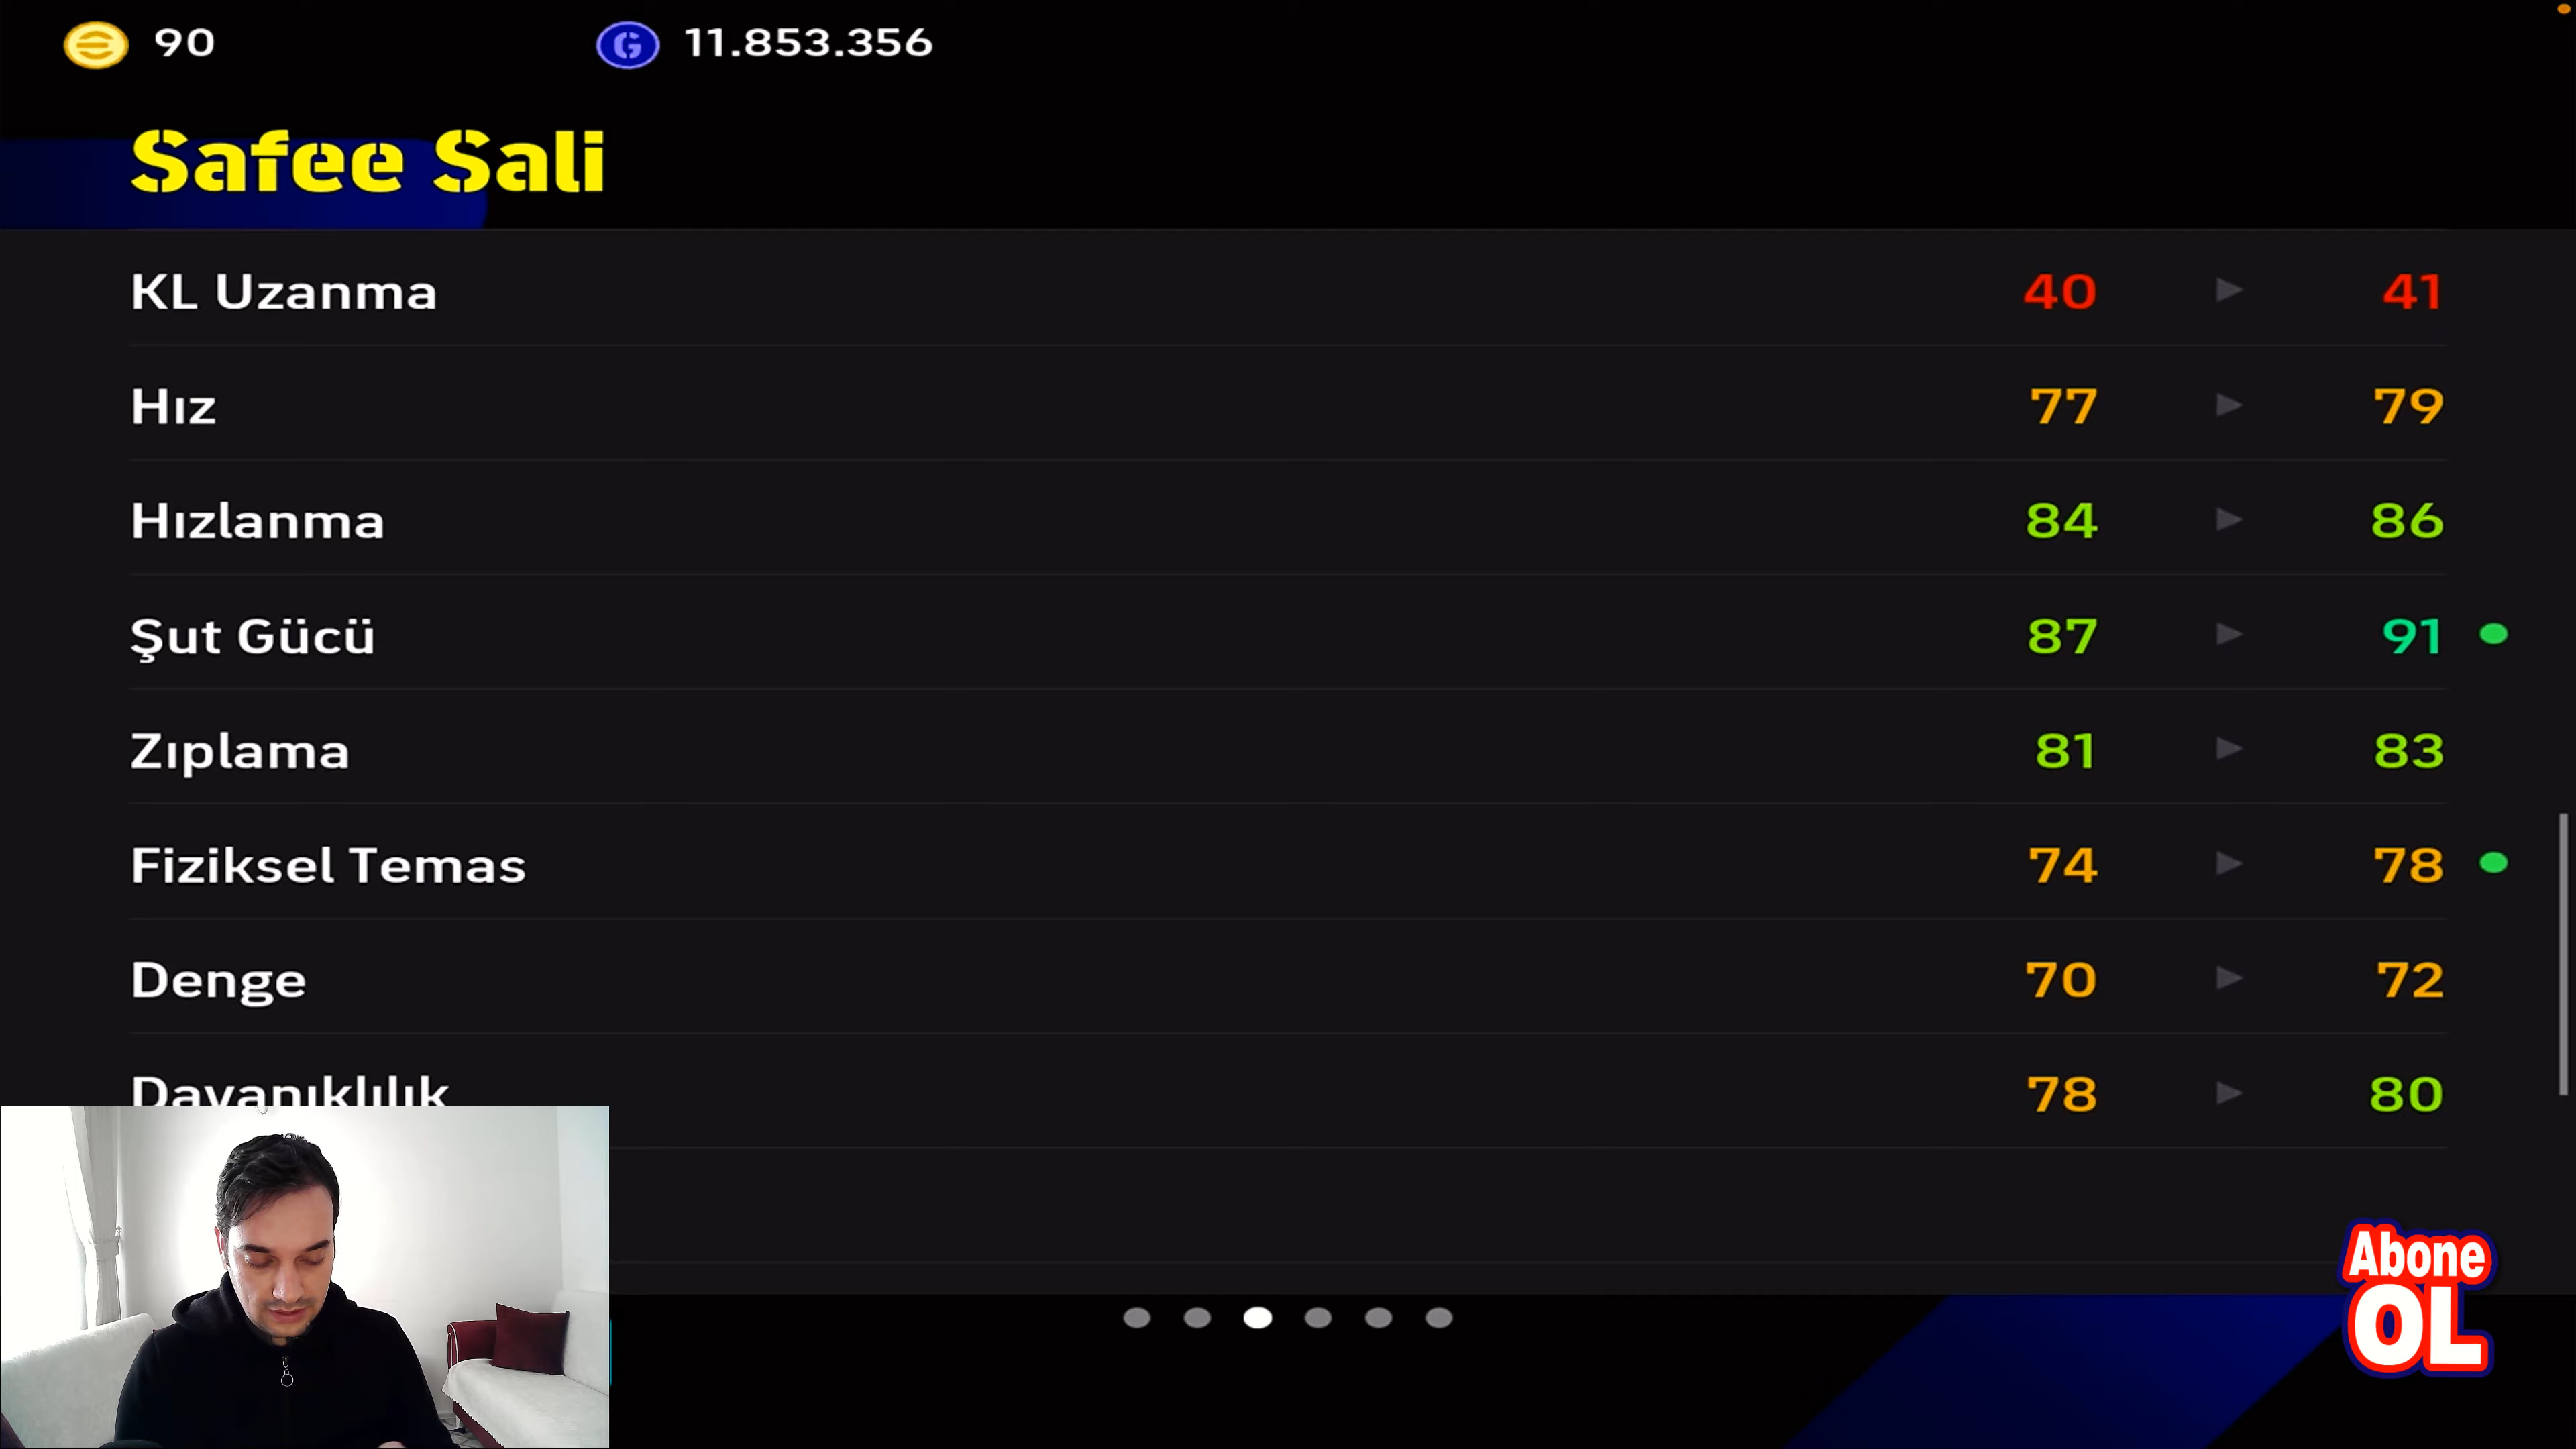 90
11.853.356
Safee Sali
KL Uzanma 40 ▶ 41
Hız 77 ▶ 79
Hızlanma 84 ▶ 86
Şut Gücü 87 ▶ 91
Zıplama 81 ▶ 83
Fiziksel Temas 74 ▶ 78
Denge 70 ▶ 72
Dayanıklılık 78 ▶ 80
Abone
OL